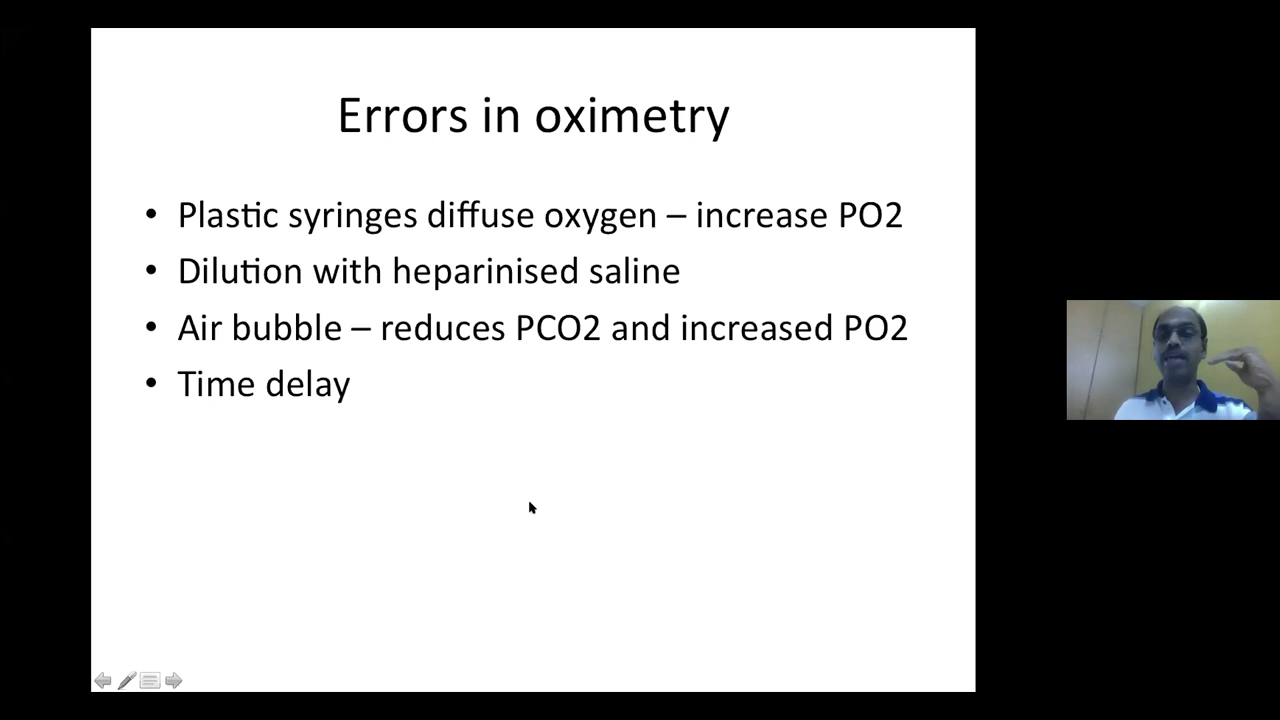 Errors in oximetry
• Plastic syringes diffuse oxygen – increase PO2
• Dilution with heparinised saline
• Air bubble – reduces PCO2 and increased PO2
• Time delay